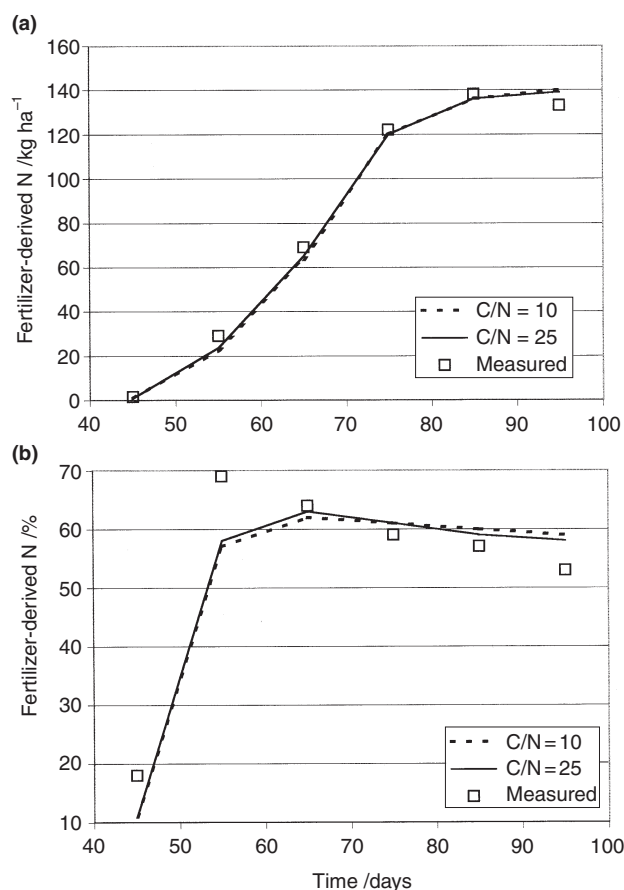 (a)
160
140
120
100
80
60
40
20
0
Fertilizer-derived N /kg ha⁻¹
C/N = 10
C/N = 25
Measured
40 50 60 70 80 90 100
(b)
70
60
50
40
30
20
10
Fertilizer-derived N /%
C/N = 10
C/N = 25
Measured
40 50 60 70 80 90 100
Time /days